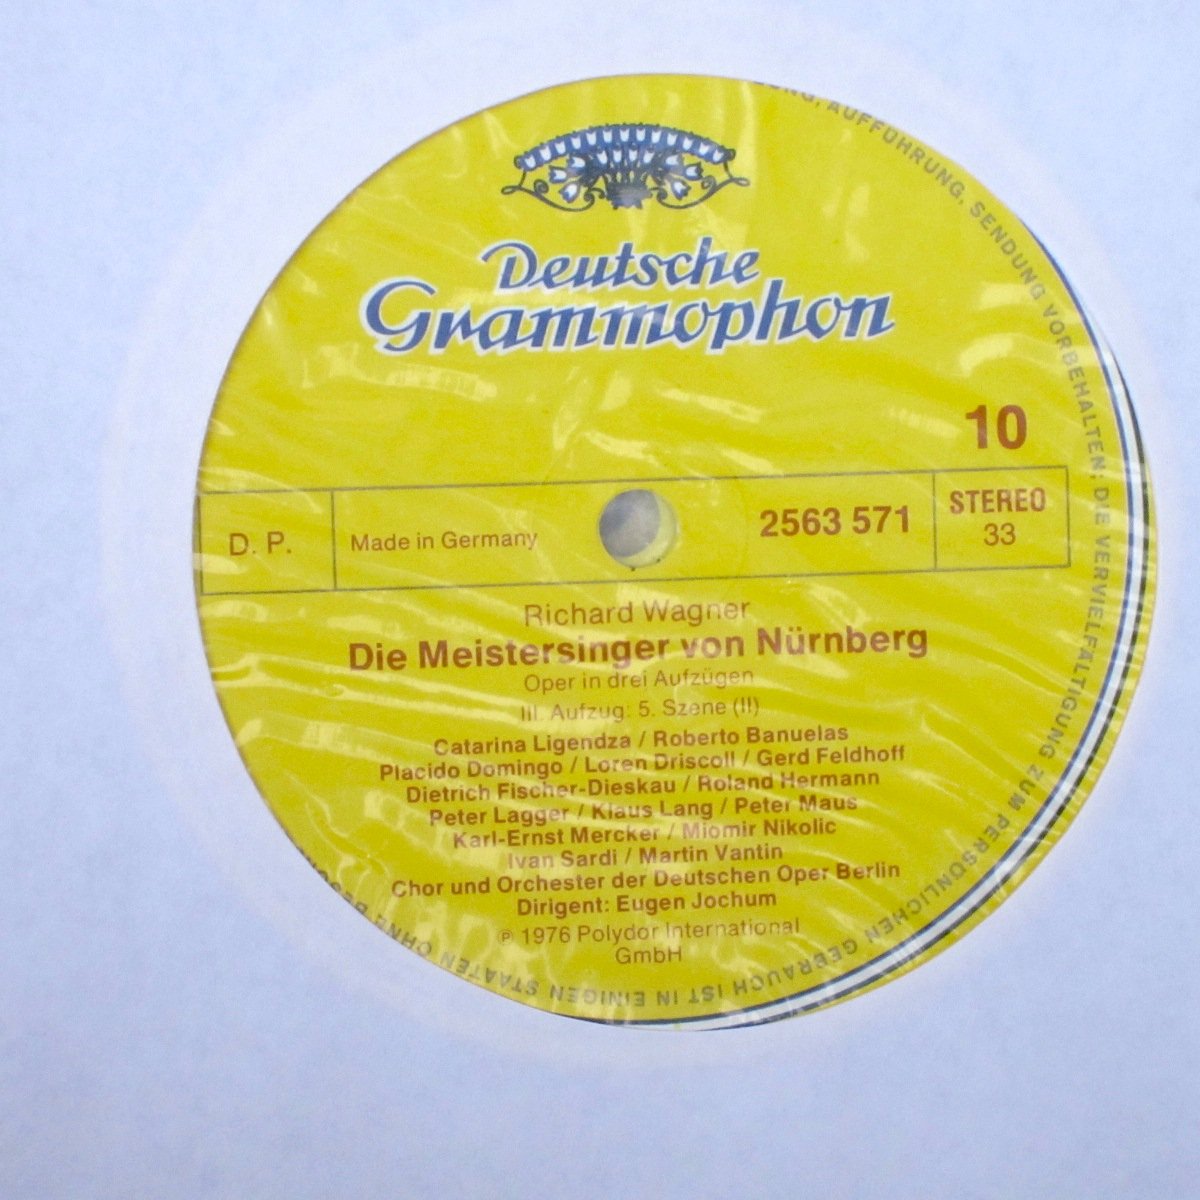 Deutsche
Grammophon
10
D. P.
Made in Germany
2563 571
STEREO
33
Richard Wagner
Die Meistersinger von Nürnberg
Oper in drei Aufzügen
III. Aufzug: 5. Szene (II)
Catarina Ligendza / Roberto Banuelas
Placido Domingo / Loren Driscoll / Gerd Feldhoff
Dietrich Fischer-Dieskau / Roland Hermann
Peter Lagger / Klaus Lang / Peter Maus
Karl-Ernst Mercker / Miomir Nikolic
Ivan Sardi / Martin Vantin
Chor und Orchester der Deutschen Oper Berlin
Dirigent: Eugen Jochum
℗ 1976 Polydor International
GmbH
AUFFÜHRUNG, SENDUNG VORBEHALTEN; DIE VERVIELFÄLTIGUNG ZUM PERSÖNLICHEN GEBRAUCH IST IN EINIGEN STAATEN OHNE